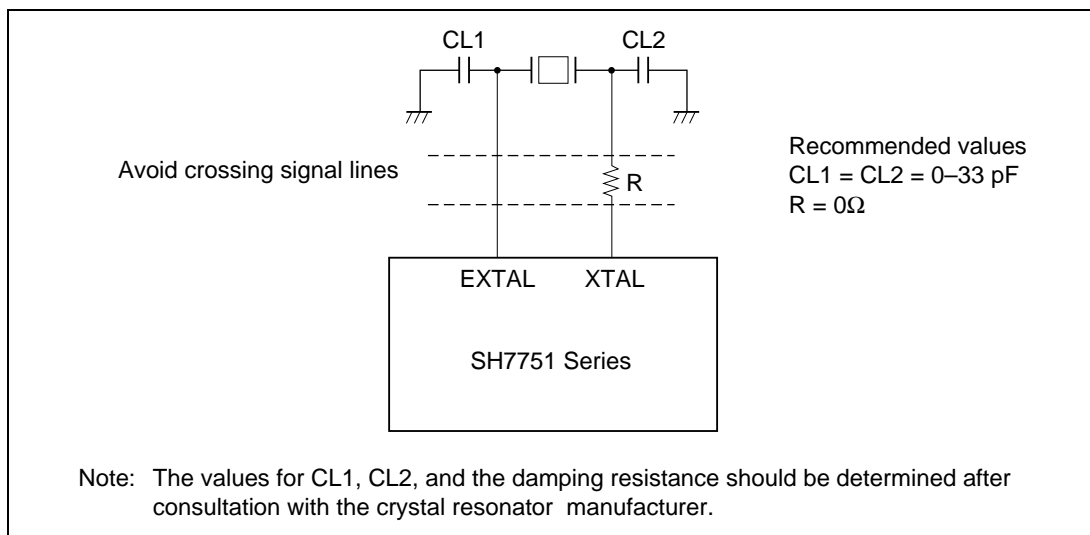 CL1
CL2
Avoid crossing signal lines
R
Recommended values
CL1 = CL2 = 0–33 pF
R = 0Ω
EXTAL
XTAL
SH7751 Series
Note: The values for CL1, CL2, and the damping resistance should be determined after
consultation with the crystal resonator manufacturer.